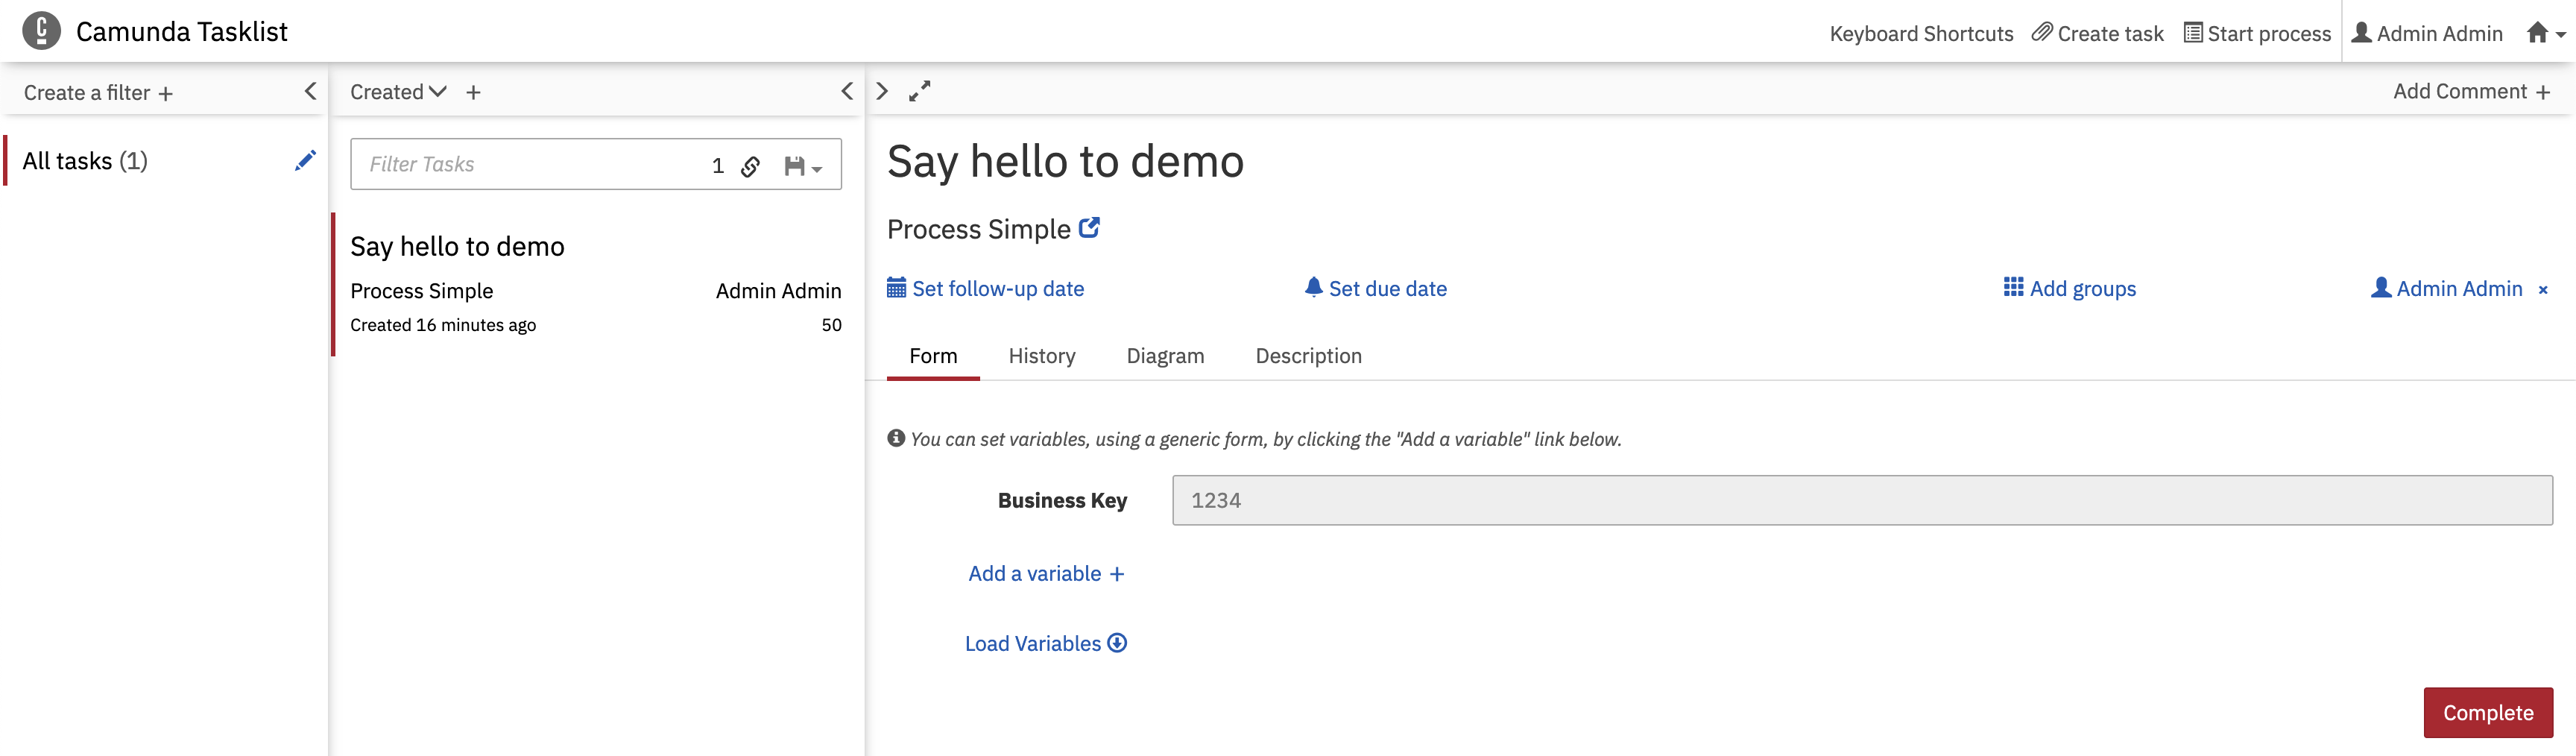 Camunda Tasklist
Keyboard Shortcuts Create task Start process Admin Admin
Create a filter +
Created +
Add Comment +
All tasks (1)
Filter Tasks 1
Say hello to demo
Process Simple Admin Admin
Created 16 minutes ago 50
Say hello to demo
Process Simple
Set follow-up date Set due date Add groups Admin Admin ×
Form History Diagram Description
You can set variables, using a generic form, by clicking the "Add a variable" link below.
Business Key 1234
Add a variable +
Load Variables
Complete